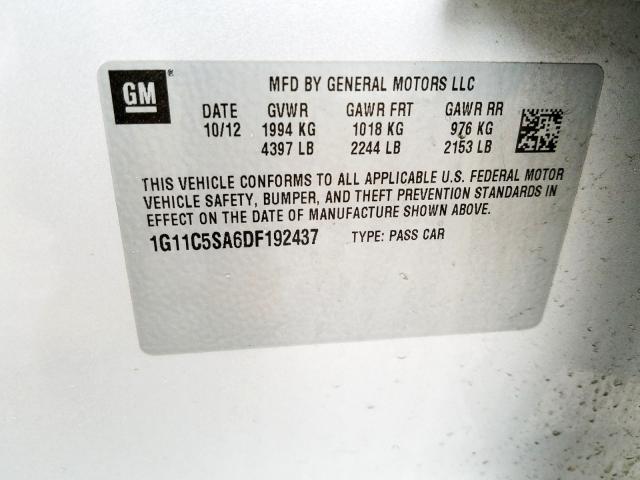 GM®
MFD BY GENERAL MOTORS LLC
DATE GVWR GAWR FRT GAWR RR
10/12 1994 KG 1018 KG 976 KG
4397 LB 2244 LB 2153 LB
THIS VEHICLE CONFORMS TO ALL APPLICABLE U.S. FEDERAL MOTOR
VEHICLE SAFETY, BUMPER, AND THEFT PREVENTION STANDARDS IN
EFFECT ON THE DATE OF MANUFACTURE SHOWN ABOVE.
1G11C5SA6DF192437 TYPE: PASS CAR